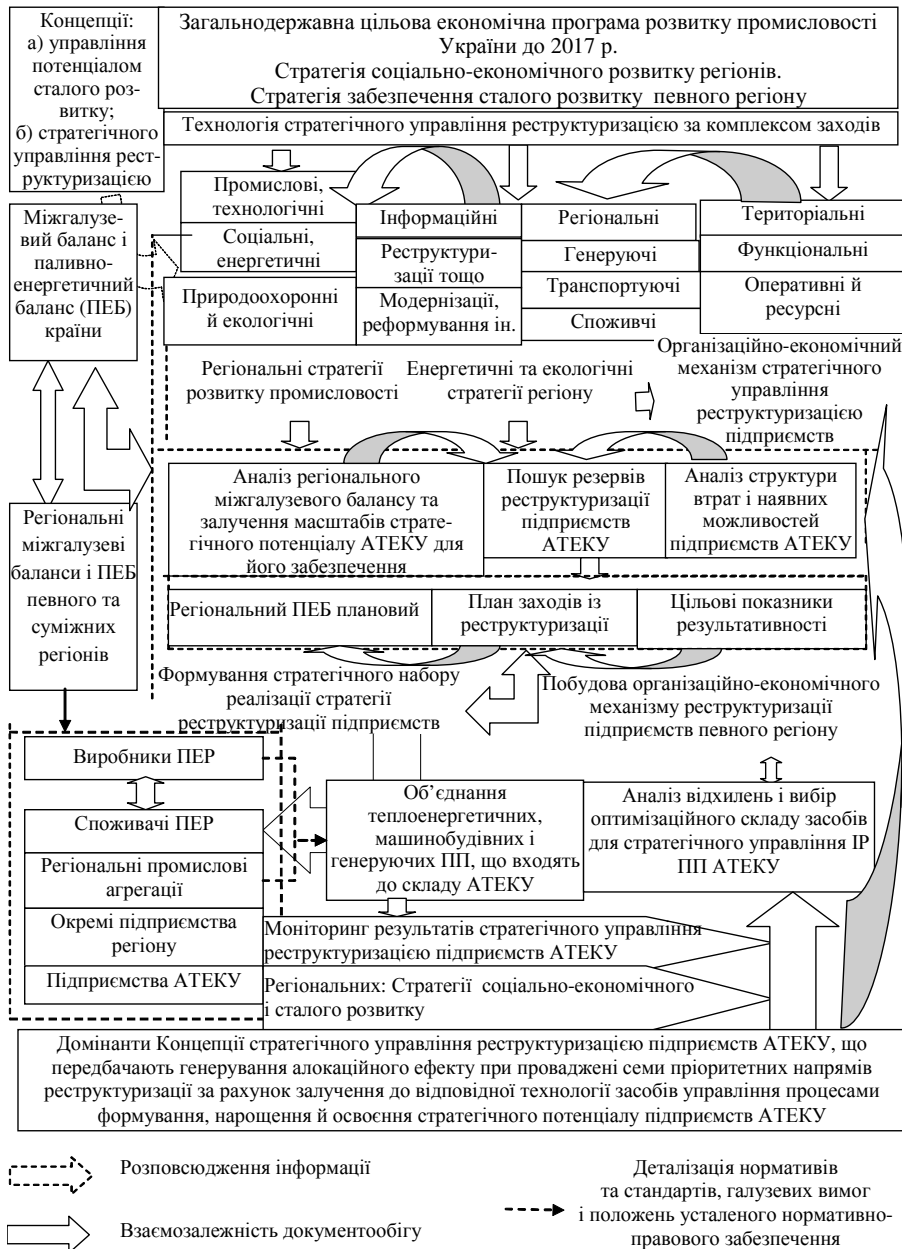 Концепції:
а) управління
потенціалом
сталого роз-
витку;
б) стратегічного
управління рест-
руктуризацією
Загальнодержавна цільова економічна програма розвитку промисловості
України до 2017 р.
Стратегія соціально-економічного розвитку регіонів.
Стратегія забезпечення сталого розвитку певного регіону
Технологія стратегічного управління реструктуризацією за комплексом заходів
Промислові,
технологічні
Соціальні,
енергетичні
Природоохоронні
й екологічні
Інформаційні
Реструктури-
зації тощо
Модернізації,
реформування ін.
Регіональні
Генеруючі
Транспортуючі
Споживчі
Територіальні
Функціональні
Оперативні й
ресурсні
Міжгалузе-
вий баланс і
паливно-
енергетичний
баланс (ПЕБ)
країни
Регіональні стратегії
розвитку промисловості
Енергетичні та екологічні
стратегії регіону
Організаційно-економічний
механізм стратегічного
управління
реструктуризацією
підприємств
Аналіз регіонального
міжгалузевого балансу та
залучення масштабів страте-
гічного потенціалу АТЕКУ для
його забезпечення
Пошук резервів
реструктуризації
підприємств
АТЕКУ
Аналіз структури
втрат і наявних
можливостей
підприємств АТЕКУ
Регіональні
міжгалузеві
баланси і ПЕБ
певного та
суміжних
регіонів
Регіональний ПЕБ плановий
План заходів із
реструктуризації
Цільові показники
результативності
Формування стратегічного набору
реалізації стратегії
реструктуризації підприємств
Побудова організаційно-економічного
механізму реструктуризації
підприємств певного регіону
Виробники ПЕР
Споживачі ПЕР
Регіональні промислові
агрегації
Окремі підприємства
регіону
Підприємства АТЕКУ
Об’єднання
теплоенергетичних,
машинобудівних і
генеруючих ПП, що входять
до складу АТЕКУ
Аналіз відхилень і вибір
оптимізаційного складу засобів
для стратегічного управління ІР
ПП АТЕКУ
Моніторинг результатів стратегічного управління
реструктуризацією підприємств АТЕКУ
Регіональних: Стратегії соціально-економічного
і сталого розвитку
Домінанти Концепції стратегічного управління реструктуризацією підприємств АТЕКУ, що
передбачають генерування алокаційного ефекту при проваджені семи пріоритетних напрямів
реструктуризації за рахунок залучення до відповідної технології засобів управління процесами
формування, нарощення й освоєння стратегічного потенціалу підприємств АТЕКУ
Розповсюдження інформації
Взаємозалежність документообігу
Деталізація нормативів
та стандартів, галузевих вимог
і положень усталеного нормативно-
правового забезпечення